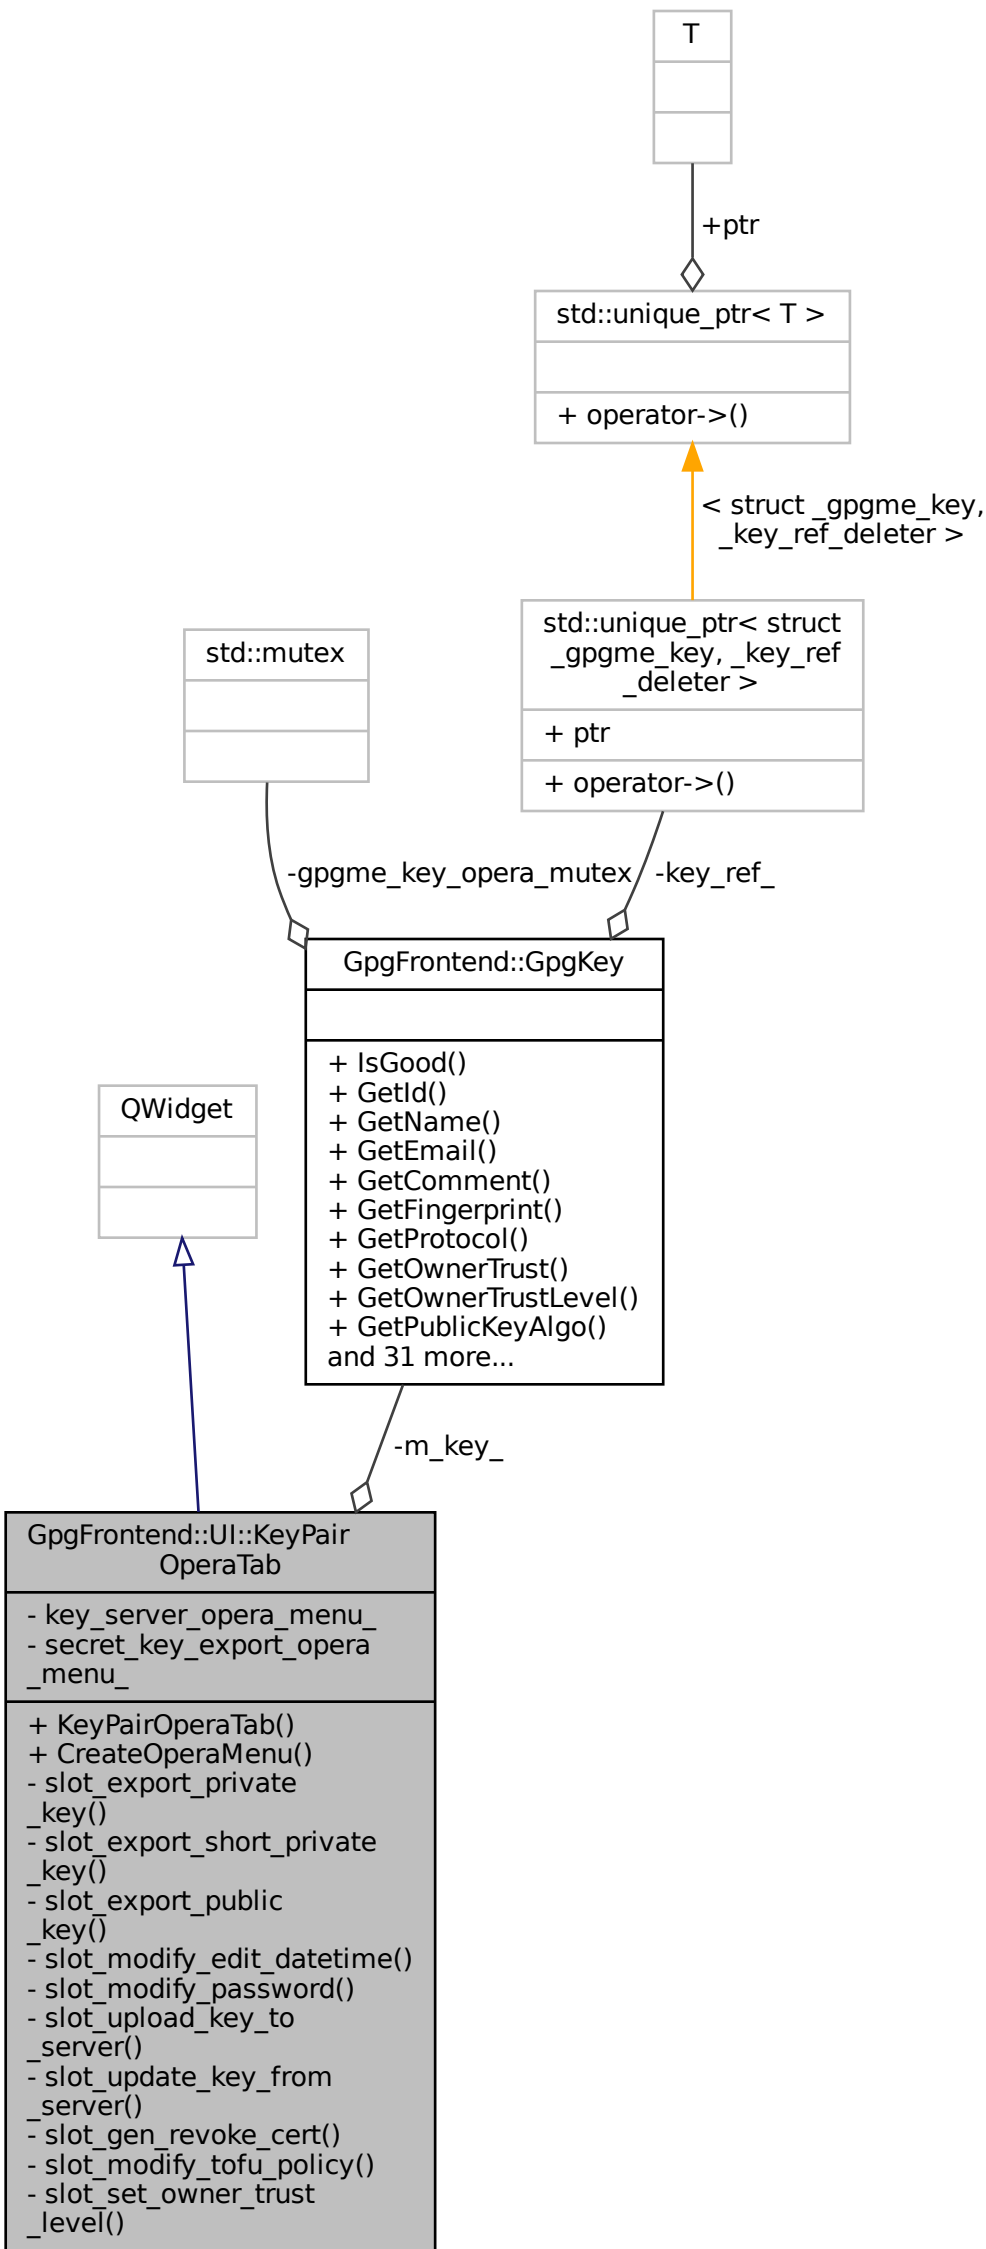 T
+ptr
std::unique_ptr< T >
+ operator->()
< struct _gpgme_key,
_key_ref_deleter >
std::unique_ptr< struct
_gpgme_key, _key_ref
_deleter >
+ ptr
+ operator->()
std::mutex
-gpgme_key_opera_mutex
-key_ref_
GpgFrontend::GpgKey
+ IsGood()
+ GetId()
+ GetName()
+ GetEmail()
+ GetComment()
+ GetFingerprint()
+ GetProtocol()
+ GetOwnerTrust()
+ GetOwnerTrustLevel()
+ GetPublicKeyAlgo()
and 31 more...
QWidget
-m_key_
GpgFrontend::UI::KeyPair
OperaTab
- key_server_opera_menu_
- secret_key_export_opera
_menu_
+ KeyPairOperaTab()
+ CreateOperaMenu()
- slot_export_private
_key()
- slot_export_short_private
_key()
- slot_export_public
_key()
- slot_modify_edit_datetime()
- slot_modify_password()
- slot_upload_key_to
_server()
- slot_update_key_from
_server()
- slot_gen_revoke_cert()
- slot_modify_tofu_policy()
- slot_set_owner_trust
_level()